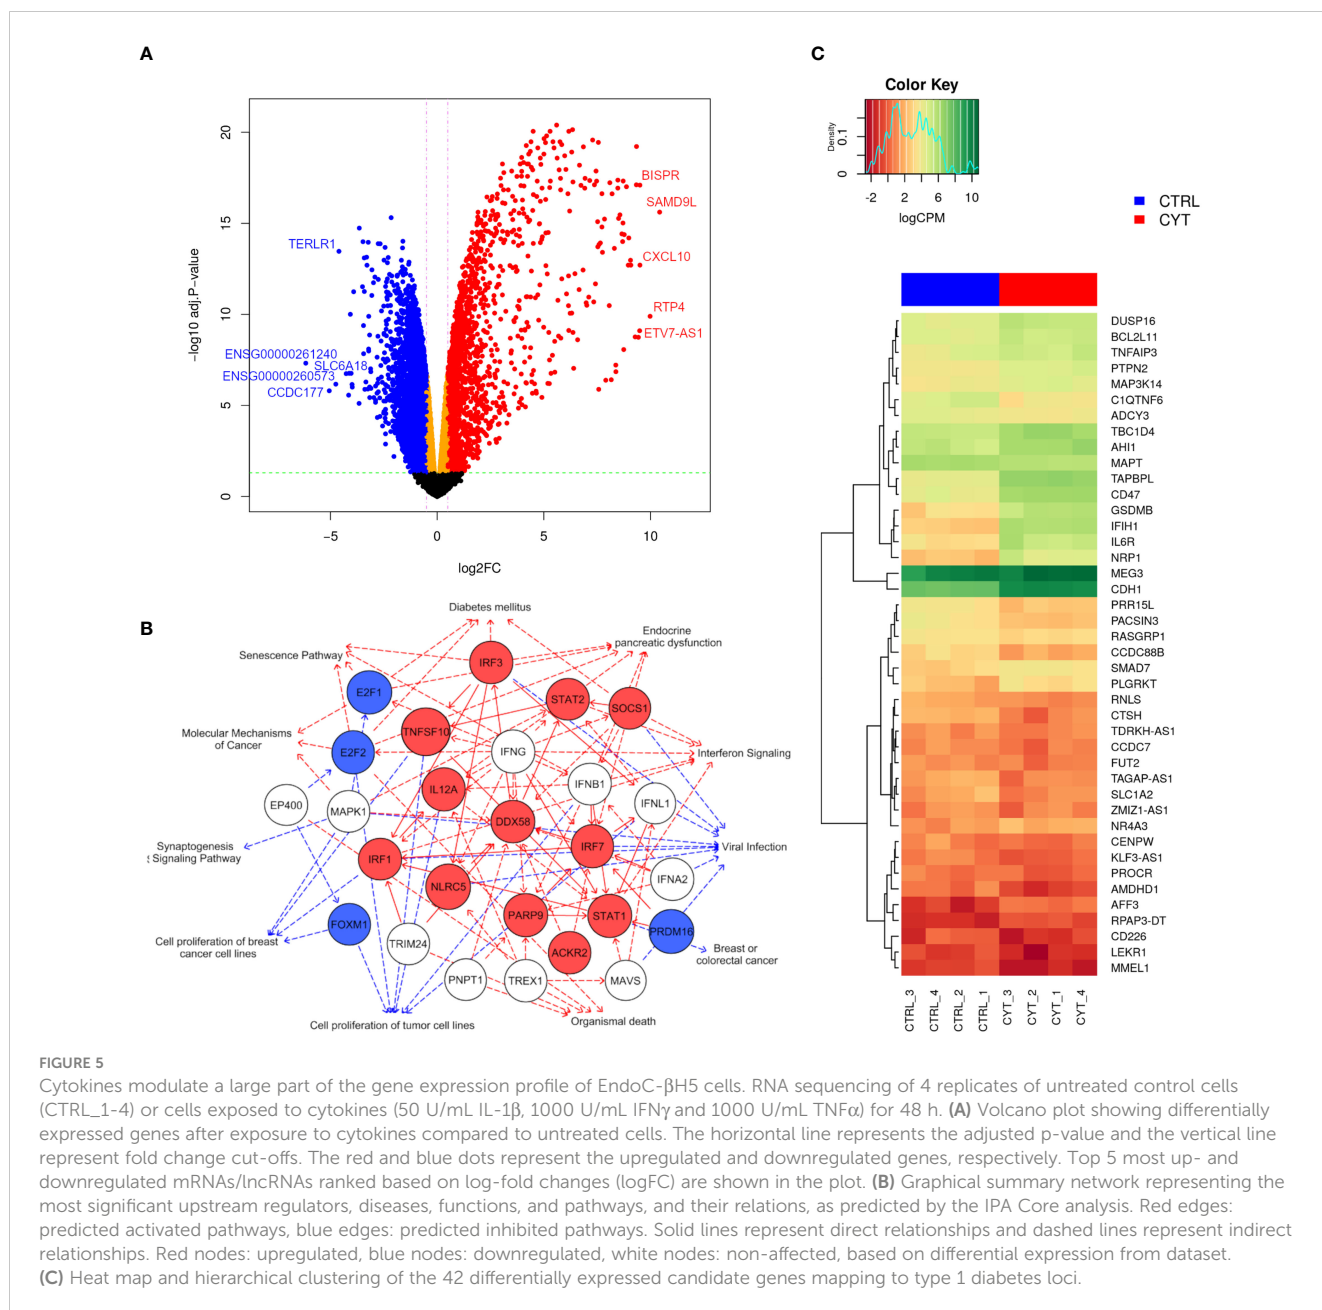 A
20
15
10
5
0
−log10 adj.P−value
BISPR
SAMD9L
TERLR1
CXCL10
RTP4
ETV7-AS1
ENSG00000261240
SLC6A18
ENSG00000260573
CCDC177
−5
0
5
10
log2FC
B
Diabetes mellitus
Endocrine
pancreatic dysfunction
Senescence Pathway
IRF3
E2F1
STAT2
SOCS1
Molecular Mechanisms
of Cancer
TNFSF10
E2F2
IFNG
Interferon Signaling
IL12A
IFNB1
EP400
MAPK1
IFNL1
DDX58
Synaptogenesis
Signaling Pathway
IRF1
IRF7
Viral Infection
NLRC5
IFNA2
FOXM1
PARP9
STAT1
PRDM16
Cell proliferation of breast
cancer cell lines
TRIM24
ACKR2
Breast or
colorectal cancer
PNPT1
TREX1
MAVS
Cell proliferation of tumor cell lines
Organismal death
C
Color Key
Density
0.1
0
-2
2
6
10
logCPM
CTRL
CYT
DUSP16
BCL2L11
TNFAIP3
PTPN2
MAP3K14
C1QTNF6
ADCY3
TBC1D4
AHI1
MAPT
TAPBPL
CD47
GSDMB
IFIH1
IL6R
NRP1
MEG3
CDH1
PRR15L
PACSIN3
RASGRP1
CCDC88B
SMAD7
PLGRKT
RNLS
CTSH
TDRKH-AS1
CCDC7
FUT2
TAGAP-AS1
SLC1A2
ZMIZ1-AS1
NR4A3
CENPW
KLF3-AS1
PROCR
AMDHD1
AFF3
RPAP3-DT
CD226
LEKR1
MMEL1
CTRL_3
CTRL_4
CTRL_2
CTRL_1
CYT_3
CYT_2
CYT_1
CYT_4
FIGURE 5
Cytokines modulate a large part of the gene expression profile of EndoC-βH5 cells. RNA sequencing of 4 replicates of untreated control cells
(CTRL_1-4) or cells exposed to cytokines (50 U/mL IL-1β, 1000 U/mL IFNγ and 1000 U/mL TNFα) for 48 h. (A) Volcano plot showing differentially
expressed genes after exposure to cytokines compared to untreated cells. The horizontal line represents the adjusted p-value and the vertical line
represent fold change cut-offs. The red and blue dots represent the upregulated and downregulated genes, respectively. Top 5 most up- and
downregulated mRNAs/lncRNAs ranked based on log-fold changes (logFC) are shown in the plot. (B) Graphical summary network representing the
most significant upstream regulators, diseases, functions, and pathways, and their relations, as predicted by the IPA Core analysis. Red edges:
predicted activated pathways, blue edges: predicted inhibited pathways. Solid lines represent direct relationships and dashed lines represent indirect
relationships. Red nodes: upregulated, blue nodes: downregulated, white nodes: non-affected, based on differential expression from dataset.
(C) Heat map and hierarchical clustering of the 42 differentially expressed candidate genes mapping to type 1 diabetes loci.